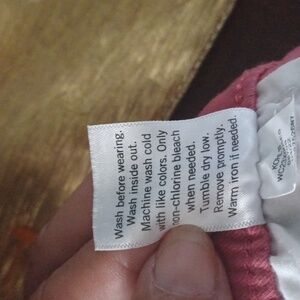 Wash before wearing.
Wash inside out.
Machine wash cold
with like colors. Only
non-chlorine bleach
when needed.
Tumble dry low.
Remove promptly.
Warm iron if needed.